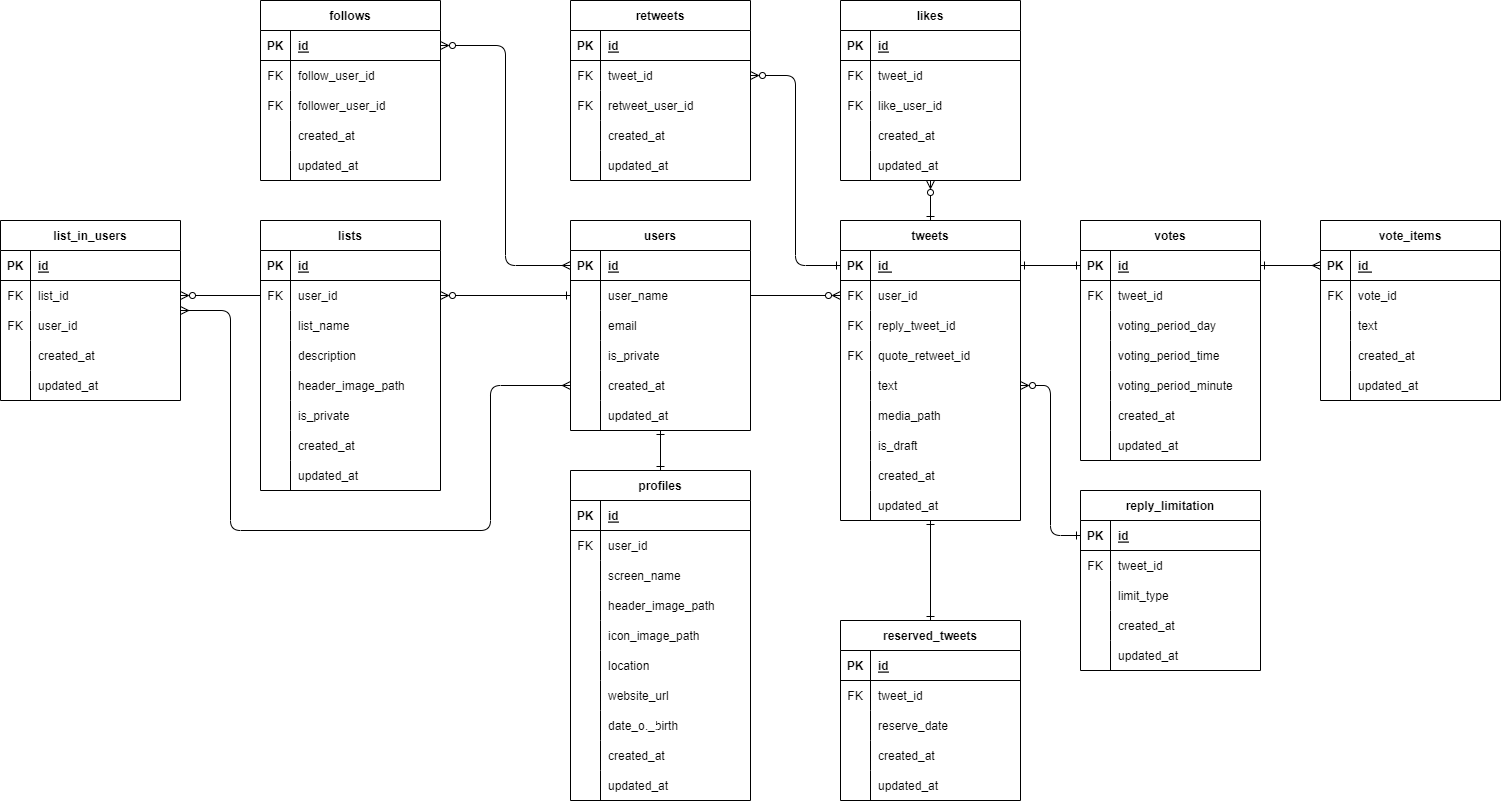 follows
PK id
FK follow_user_id
FK follower_user_id
created_at
updated_at
retweets
PK id
FK tweet_id
FK retweet_user_id
created_at
updated_at
likes
PK id
FK tweet_id
FK like_user_id
created_at
updated_at
list_in_users
PK id
FK list_id
FK user_id
created_at
updated_at
lists
PK id
FK user_id
list_name
description
header_image_path
is_private
created_at
updated_at
users
PK id
user_name
email
is_private
created_at
updated_at
tweets
PK id
FK user_id
FK reply_tweet_id
FK quote_retweet_id
text
media_path
is_draft
created_at
updated_at
votes
PK id
FK tweet_id
voting_period_day
voting_period_time
voting_period_minute
created_at
updated_at
vote_items
PK id
FK vote_id
text
created_at
updated_at
profiles
PK id
FK user_id
screen_name
header_image_path
icon_image_path
location
website_url
created_at
updated_at
reply_limitation
PK id
FK tweet_id
limit_type
created_at
updated_at
reserved_tweets
PK id
FK tweet_id
reserve_date
created_at
updated_at